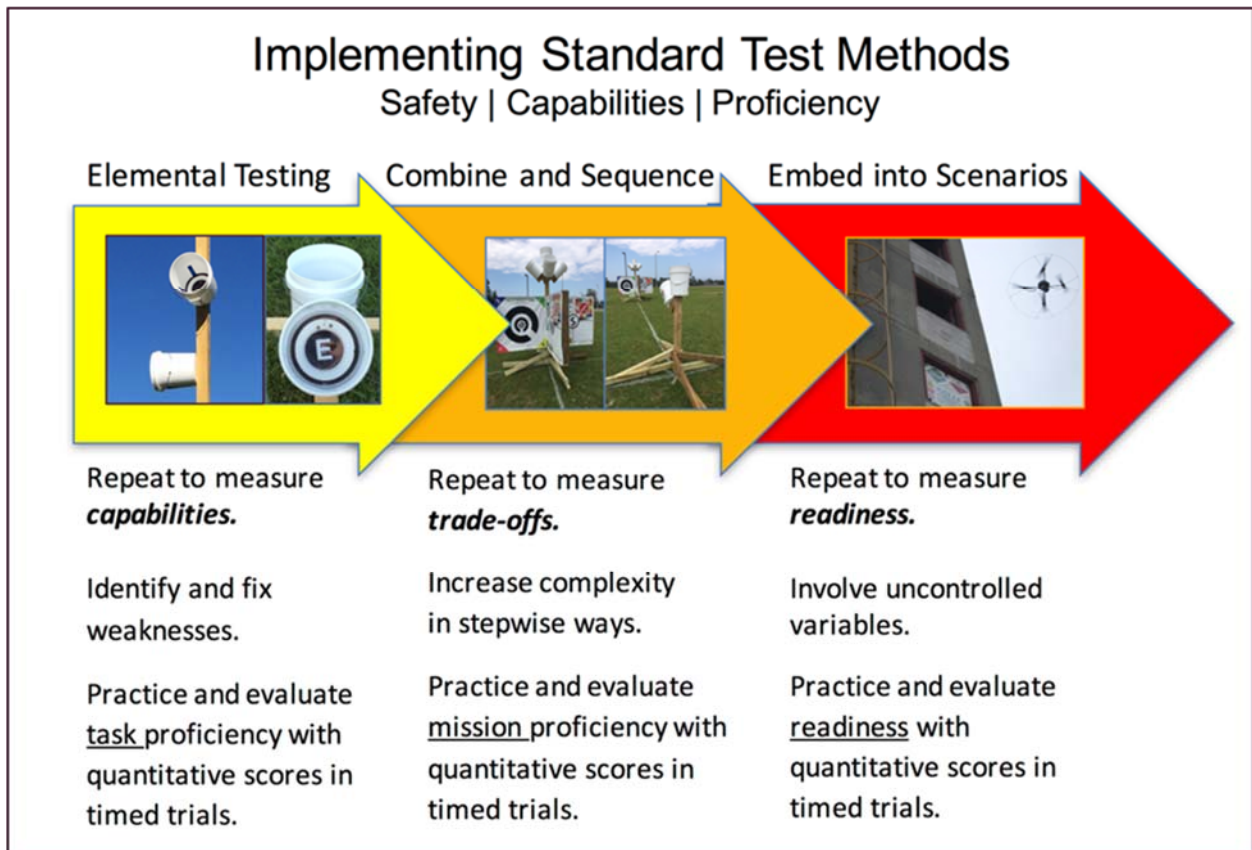 Implementing Standard Test Methods
Safety | Capabilities | Proficiency
Elemental Testing
Combine and Sequence
Embed into Scenarios
E
Repeat to measure
capabilities.
Identify and fix
weaknesses.
Practice and evaluate
task proficiency with
quantitative scores in
timed trials.
Repeat to measure
trade-offs.
Increase complexity
in stepwise ways.
Practice and evaluate
mission proficiency with
quantitative scores in
timed trials.
Repeat to measure
readiness.
Involve uncontrolled
variables.
Practice and evaluate
readiness with
quantitative scores in
timed trials.